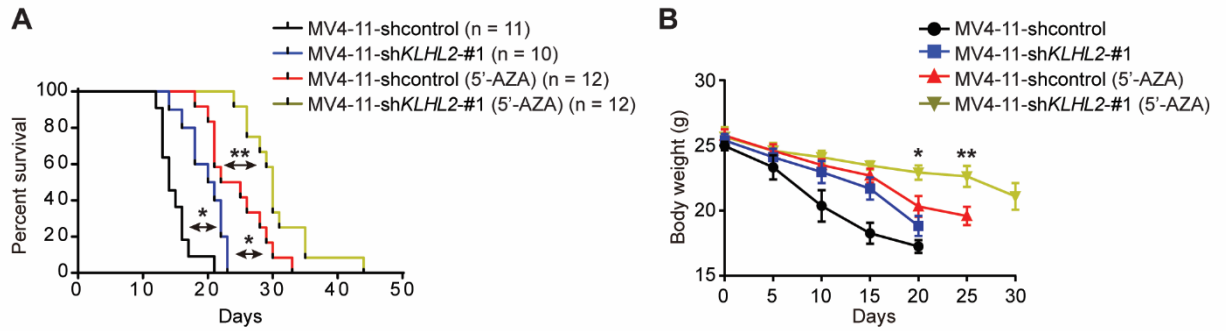 A
MV4-11-shcontrol (n = 11)
MV4-11-shKLHL2-#1 (n = 10)
MV4-11-shcontrol (5'-AZA) (n = 12)
MV4-11-shKLHL2-#1 (5'-AZA) (n = 12)
Percent survival
100
80
60
40
20
0
**
*
*
0 10 20 30 40 50
Days
B
MV4-11-shcontrol
MV4-11-shKLHL2-#1
MV4-11-shcontrol (5'-AZA)
MV4-11-shKLHL2-#1 (5'-AZA)
Body weight (g)
30
25
20
15
* **
0 5 10 15 20 25 30
Days